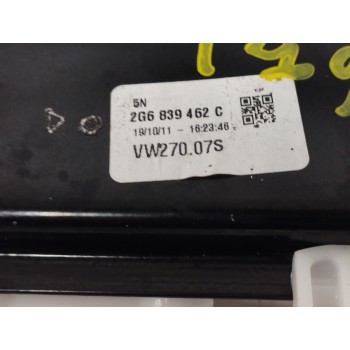 5N
2G6 839 462 C
19/10/11 - 16:23:46
VW270.07S